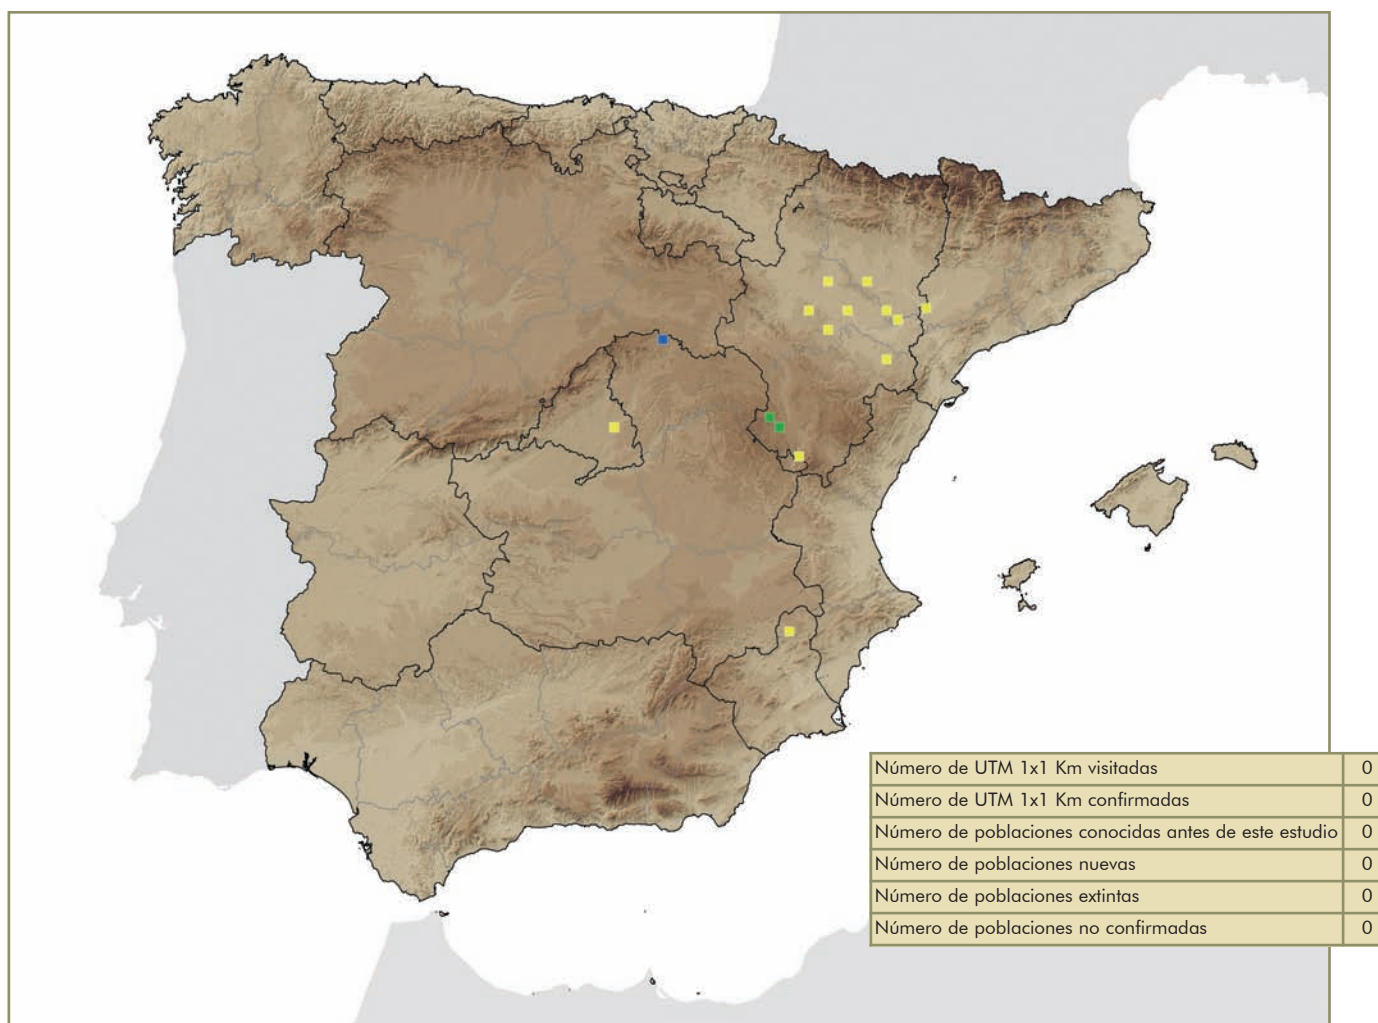 Número de UTM 1x1 Km visitadas 0
Número de UTM 1x1 Km confirmadas 0
Número de poblaciones conocidas antes de este estudio 0
Número de poblaciones nuevas 0
Número de poblaciones extintas 0
Número de poblaciones no confirmadas 0